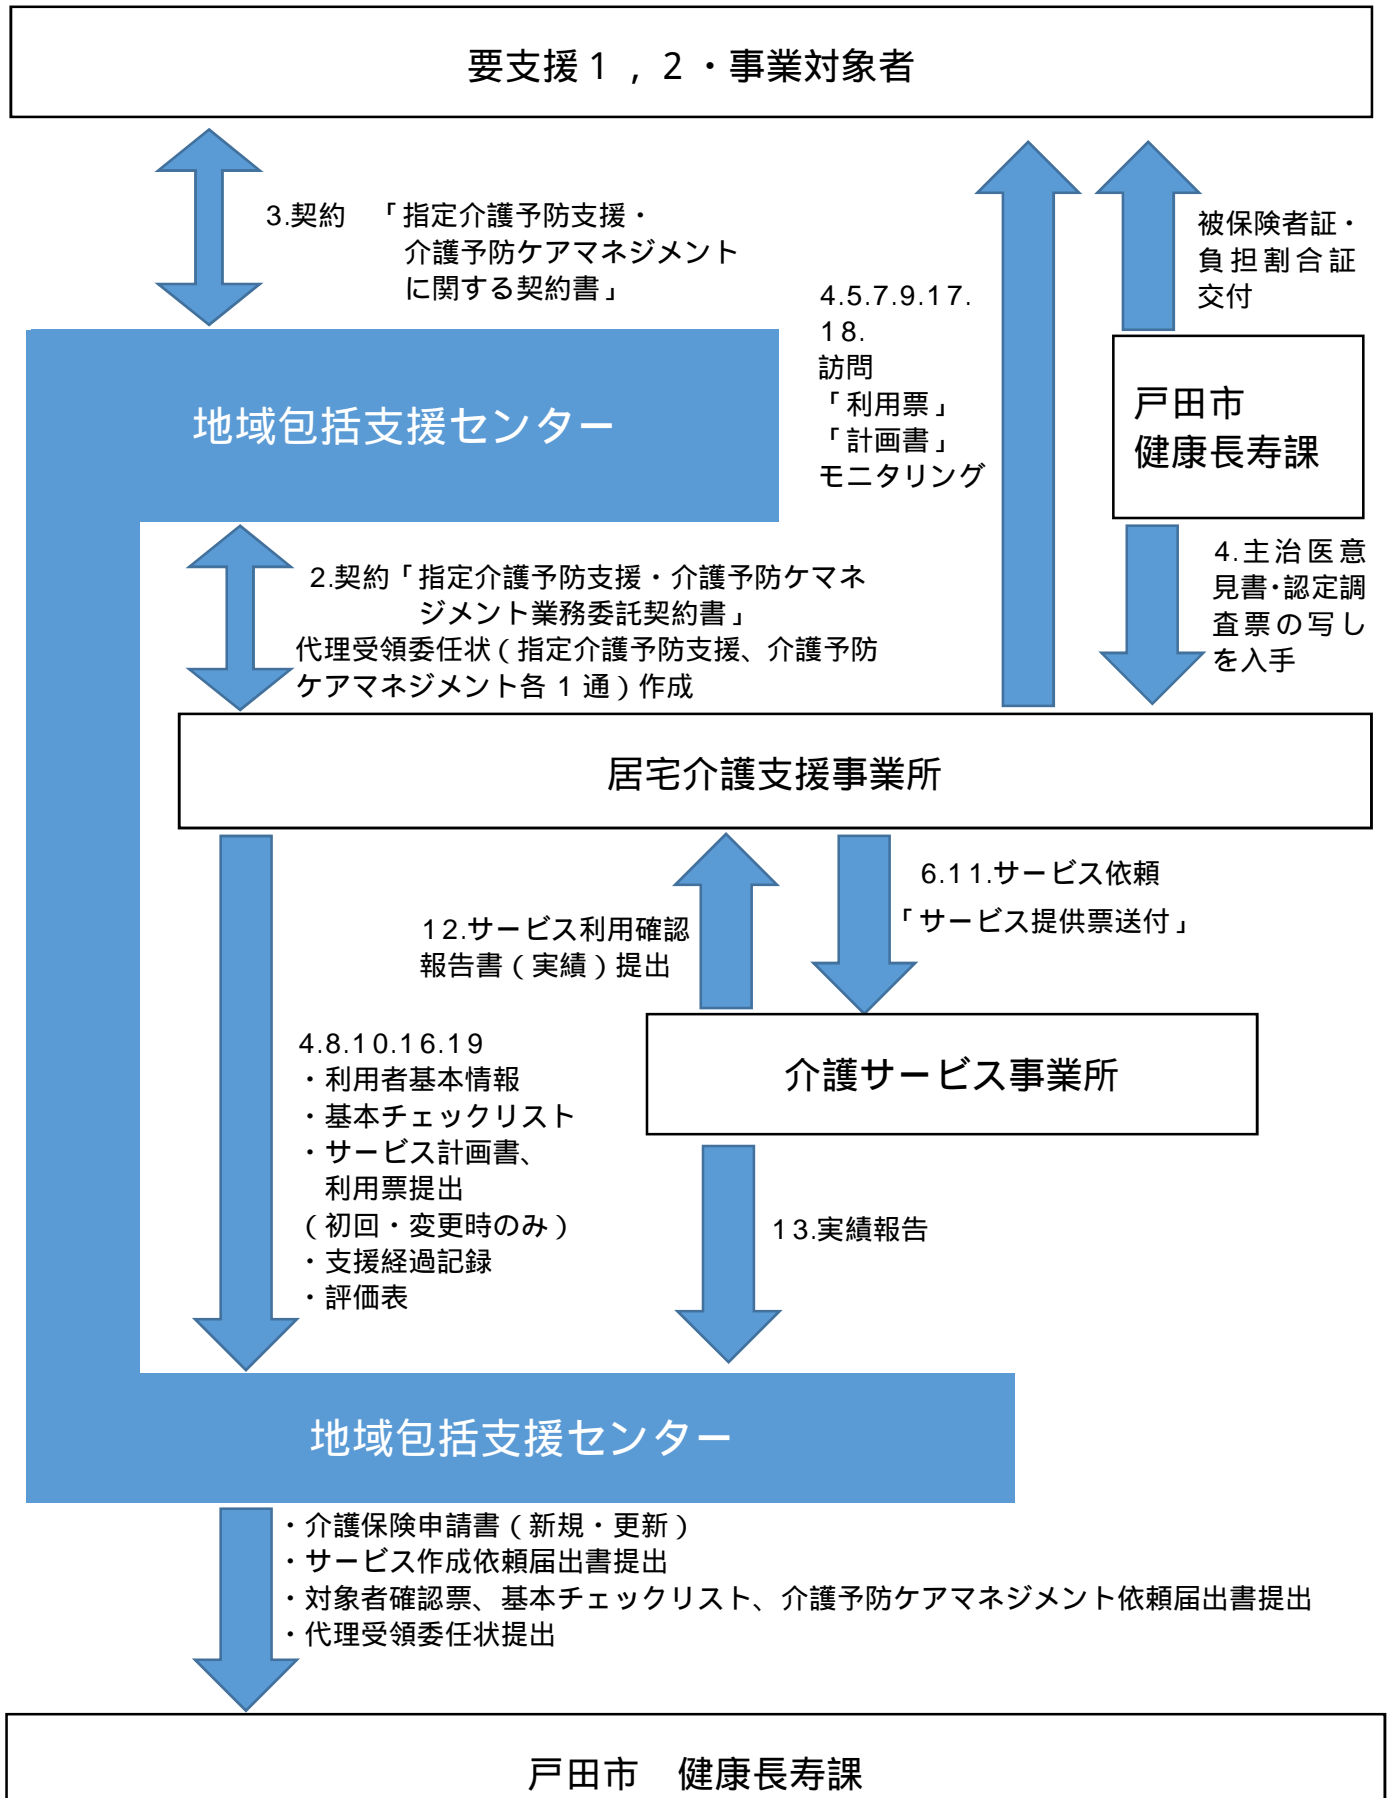 要支援１，２・事業対象者
3.契約　「指定介護予防支援・
介護予防ケアマネジメント
に関する契約書」
地域包括支援センター
4.5.7.9.17.
18.
訪問
「利用票」
「計画書」
モニタリング
被保険者証・
負担割合証
交付
戸田市
健康長寿課
4.主治医意
見書・認定調
査票の写し
を入手
2.契約「指定介護予防支援・介護予防ケマネ
ジメント業務委託契約書」
代理受領委任状（指定介護予防支援、介護予防
ケアマネジメント各１通）作成
居宅介護支援事業所
12.サービス利用確認
報告書（実績）提出
6.11.サービス依頼
「サービス提供票送付」
介護サービス事業所
4.8.10.16.19
・利用者基本情報
・基本チェックリスト
・サービス計画書、
利用票提出
（初回・変更時のみ）
・支援経過記録
・評価表
13.実績報告
地域包括支援センター
・介護保険申請書（新規・更新）
・サービス作成依頼届出書提出
・対象者確認票、基本チェックリスト、介護予防ケアマネジメント依頼届出書提出
・代理受領委任状提出
戸田市　健康長寿課